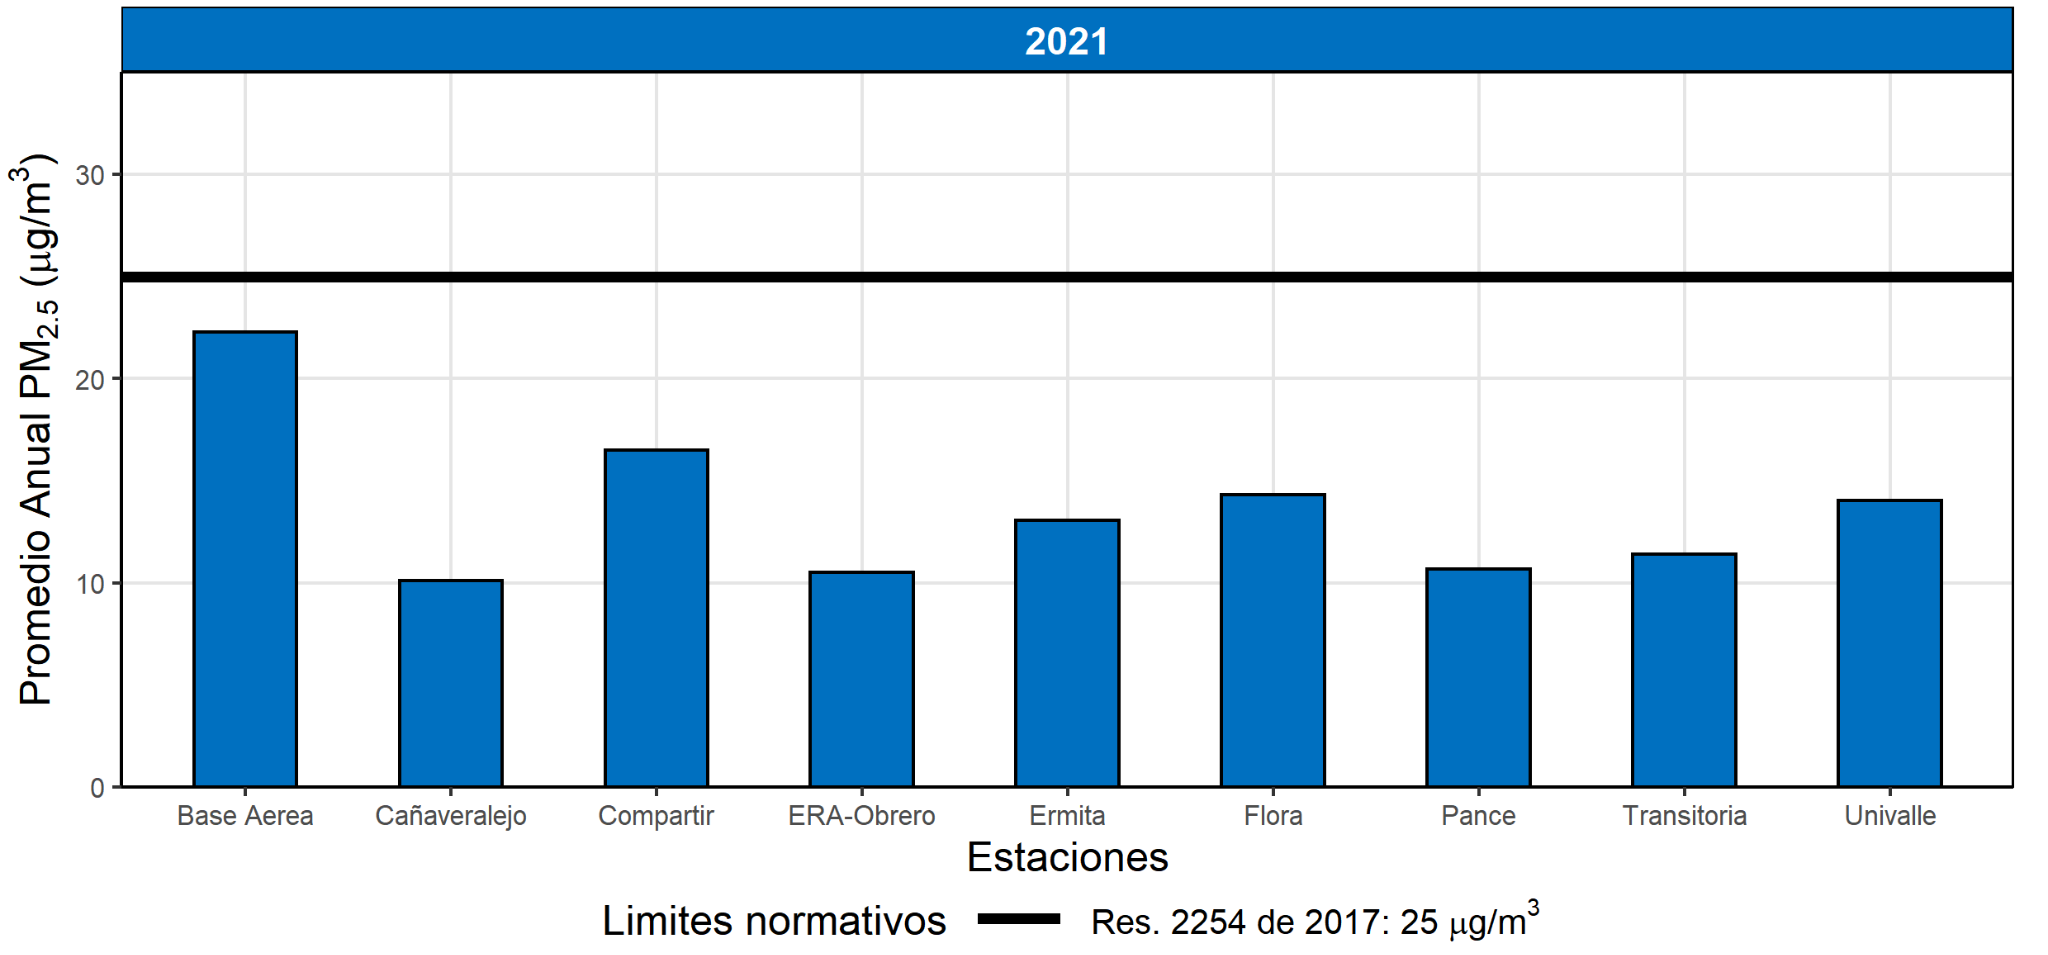 2021
Promedio Anual PM2.5 (μg/m³)
30
20
10
0
Base Aerea Cañaveralejo Compartir ERA-Obrero Ermita Flora Pance Transitoria Univalle
Estaciones
Limites normativos Res. 2254 de 2017: 25 μg/m³